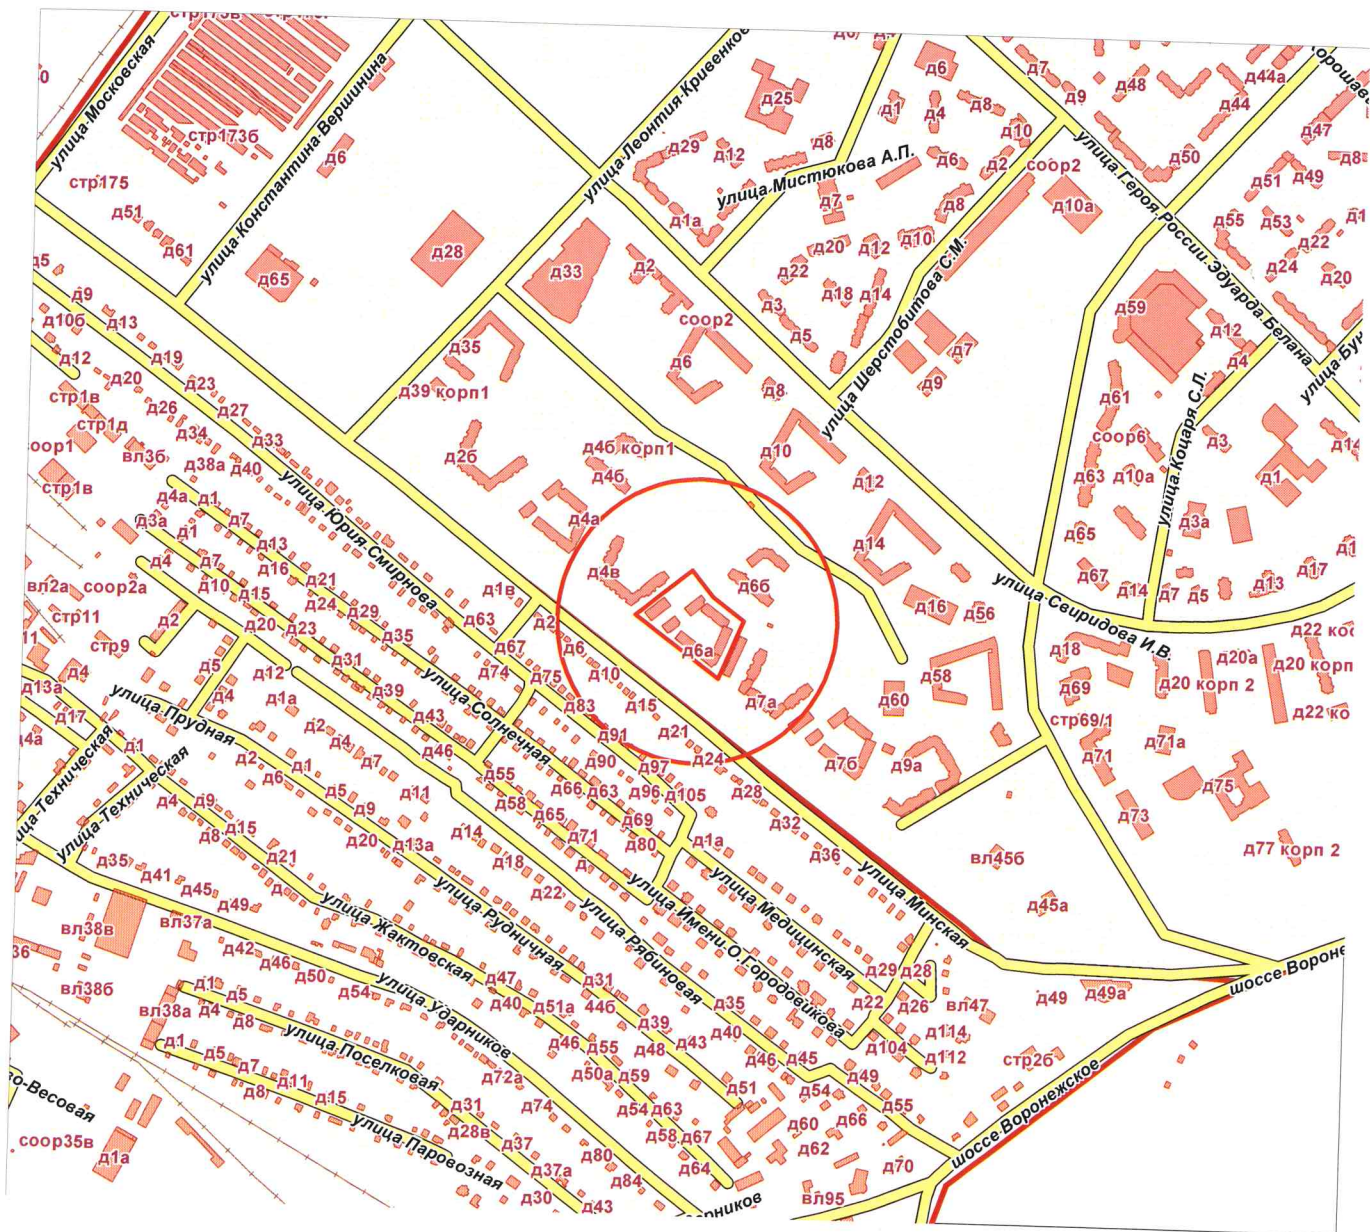 улица Московская
стр173б
стр175
д51
д61
улица Константина Вершинина
д6
д65
д28
улица Леонтия Кривенко
д25
д29
д12
д8
д1а
улица Мистюкова А.П.
д7
д33
д2
соор2
д6
д8
д35
д39 корп1
д1
д4
д6
д8
д10
д6
д2
соор2
д10а
д8
д10
д12
д20
д22
д18
д14
д3
д5
д7
д9
улица Шерстобитова С.М.
д7
д9
д48
д44а
д44
д47
д50
д51
д49
д55
д53
д22
д24
д20
улица Героя России Эдуарда Белана
д59
д12
д4
д61
соор6
д63
д10а
д3
д1
д3а
д65
д67
д14
д7
д5
д13
д17
улица Коцаря С.Л.
улица Свиридова И.В.
д9
д10б
д13
д12
д19
д20
д23
стр1в
д26
д27
стр1д
д34
д33
вл3б
д38а
д40
стр1в
д2б
д4б корп1
д4б
д4а
д10
д12
д14
д16
д56
улица Юрия Смирнова
д4а
д1
д7
д13
д16
д21
д24
д29
д35
д3а
д1
д7
д10
д15
д20
д23
д31
д39
д43
д46
д4
вл2а
соор2а
стр11
д2
стр9
д5
д4
д12
д1а
д1в
д63
д67
д74
д75
д83
д91
д90
д97
д96
д105
д4в
д6б
д6а
д7а
д2
д6
д10
д15
д21
д24
д28
д32
д36
д7б
д9а
д60
д58
д18
д69
стр69/1
д71
д71а
д73
д75
д77 корп 2
д20а
д20 корп 2
вл45б
д45а
улица Солнечная
д55
д58
д66
д63
д65
д69
д71
д80
д1а
улица Прудная
д4
д13а
д17
д1
д2
д6
д1
д5
д9
д20
д13а
д2
д4
д7
д11
д14
д18
д22
улица Техническая
д4
д9
д8
д15
д21
д35
д41
д45
д49
вл38в
вл37а
д42
д46
д50
д54
вл38б
вл38а
улица Жактовская
улица Рудничная
улица Рябиновая
улица Имени О.Городовикова
улица Медицинская
улица Минская
улица Ударников
д47
д40
д51а
д46
д55
д50а
д59
д54
д63
д58
д67
д64
д31
44б
д39
д48
д43
д51
д35
д40
д46
д45
д54
д49
д55
д66
д60
д62
д70
вл95
д29
д28
д22
д26
вл47
д104
д114
д112
д49
д49а
стр2б
шоссе Воронежское
д1
д5
д4
д8
улица Поселковая
д31
д28в
д37
д37а
д30
д43
д1
д5
д7
д8
д11
д15
улица Паровозная
д72а
д74
д80
д84
соор35в
д1а